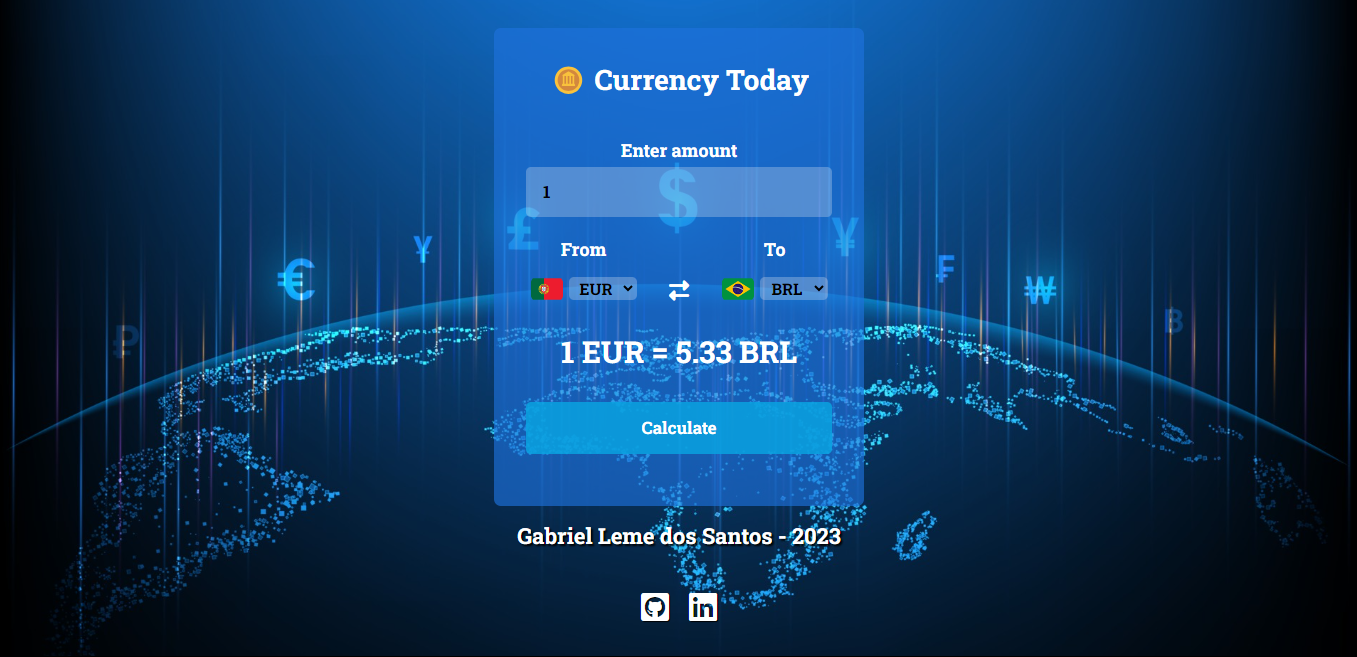 Currency Today
Enter amount
1
$
£
¥
€
¥
₣
₩
₽
B
From To
EUR BRL
1 EUR = 5.33 BRL
Calculate
Gabriel Leme dos Santos - 2023
in